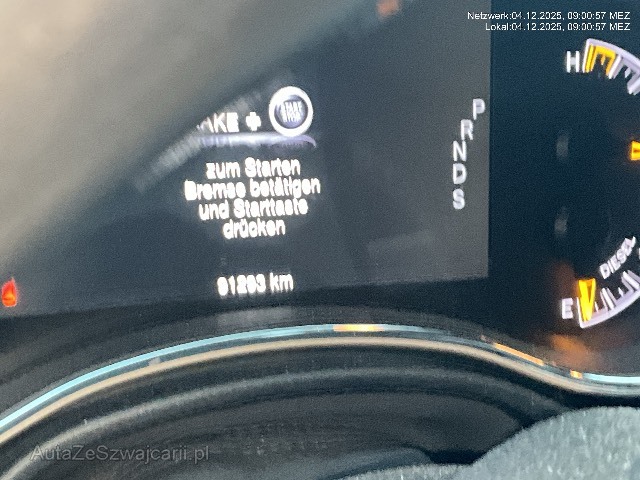 Netzwerk:04.12.2025, 09:00:57 MEZ
Lokal:04.12.2025, 09:00:57 MEZ
H
AKE +
START
P
R
N
D
S
zum Starten
Bremse betätigen
und Starttaste
drücken
91293 km
DIESEL
E
AutaZeSzwajcarii.pl